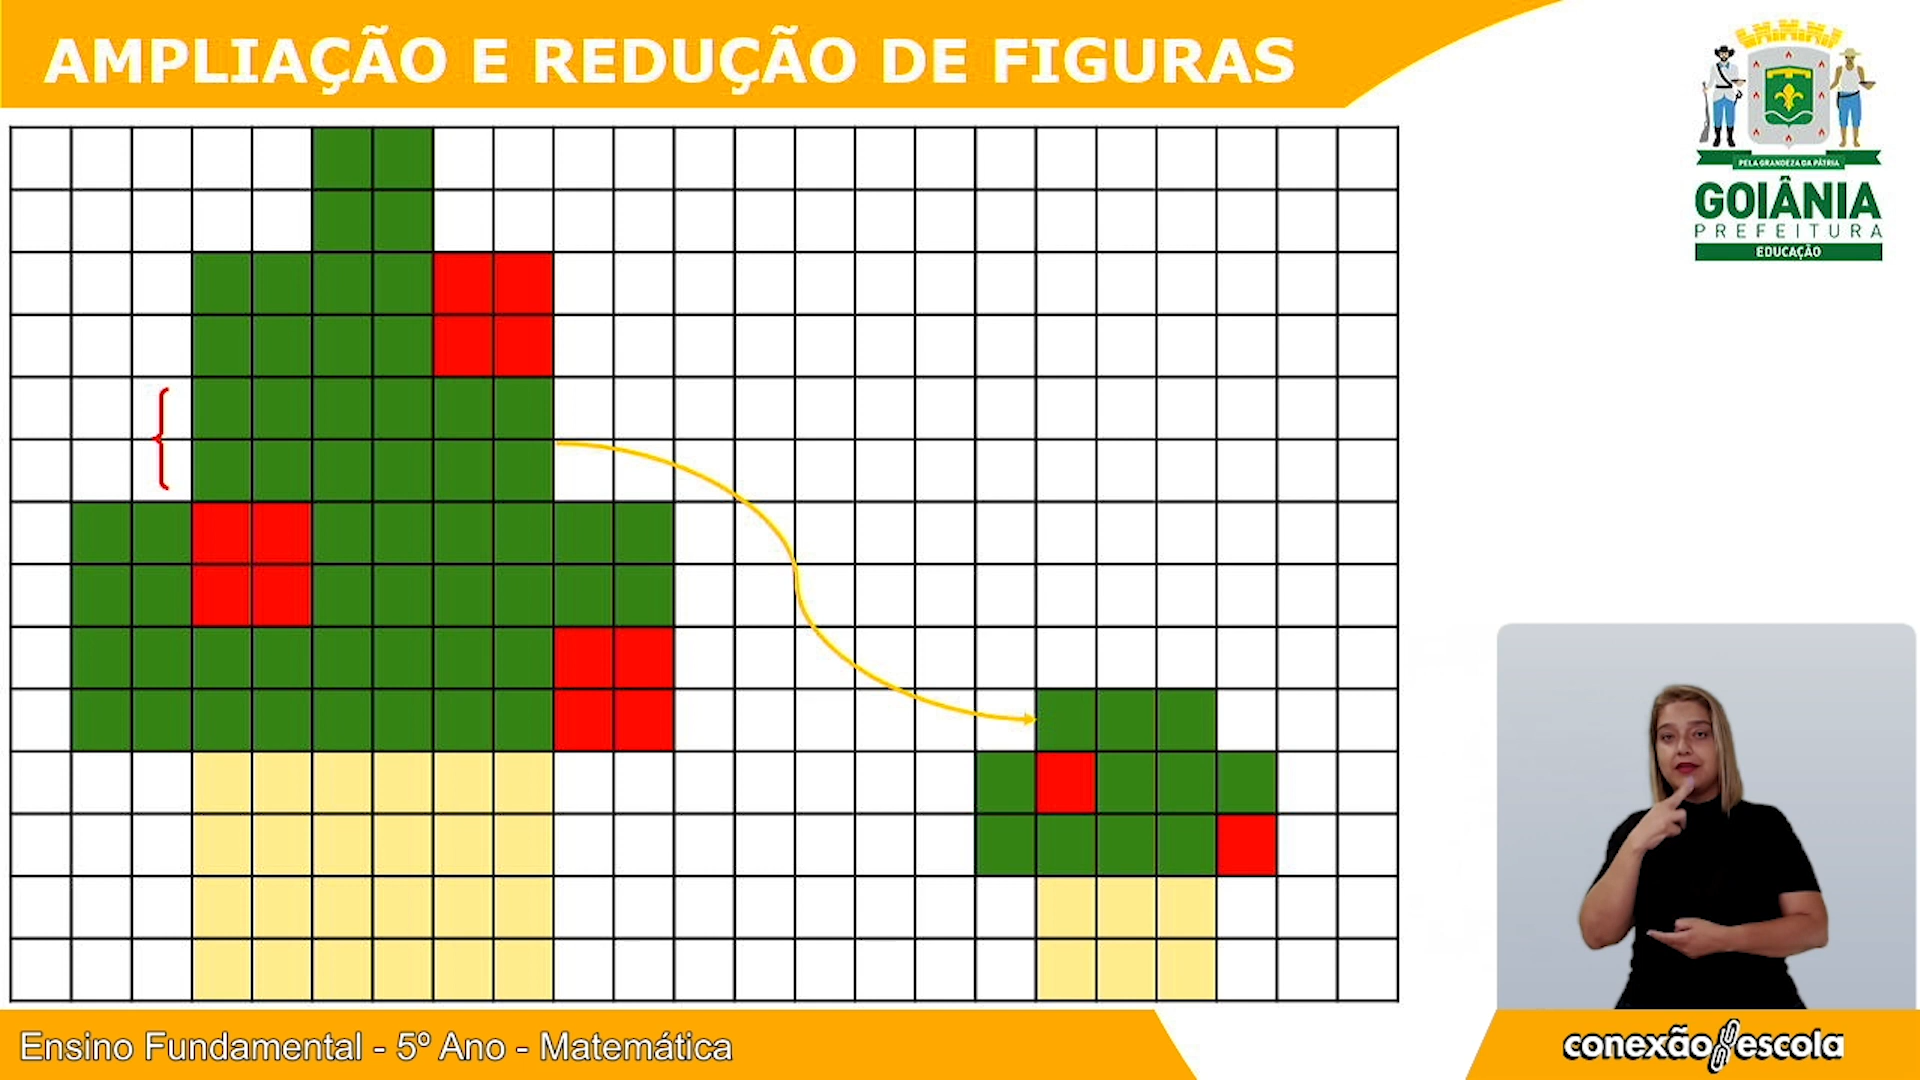 AMPLIAÇÃO E REDUÇÃO DE FIGURAS
PELA GRANDEZA DA PÁTRIA
GOIÂNIA
PREFEITURA
EDUCAÇÃO
Ensino Fundamental - 5º Ano - Matemática
conexão escola